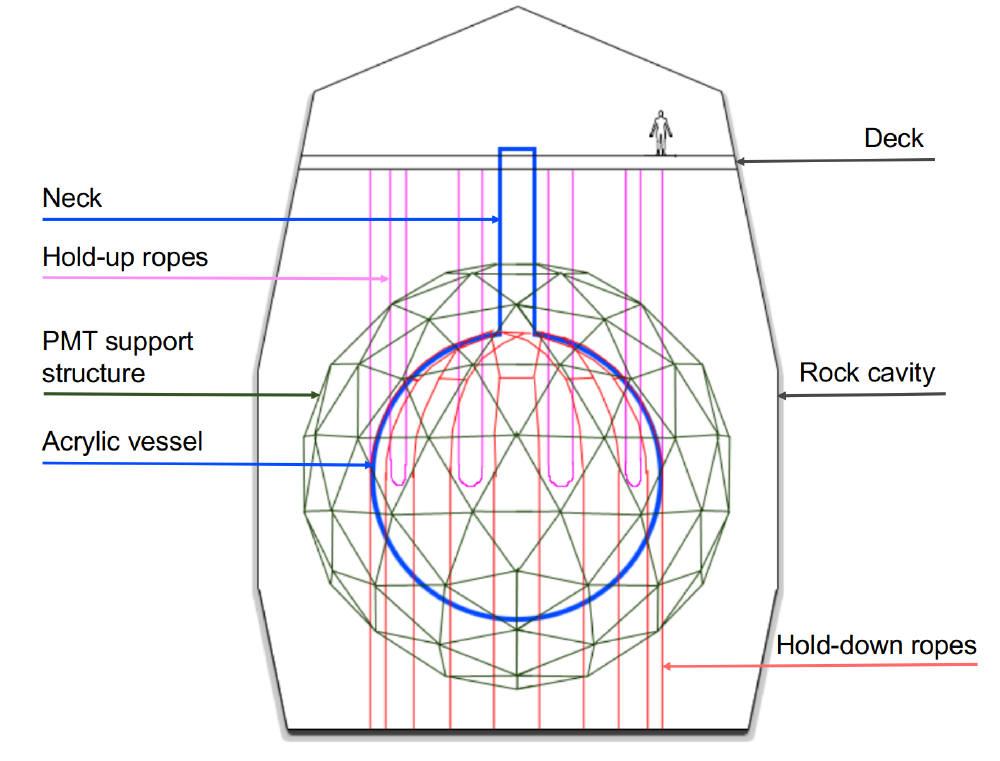 Deck
Neck
Hold-up ropes
PMT support
structure
Rock cavity
Acrylic vessel
Hold-down ropes